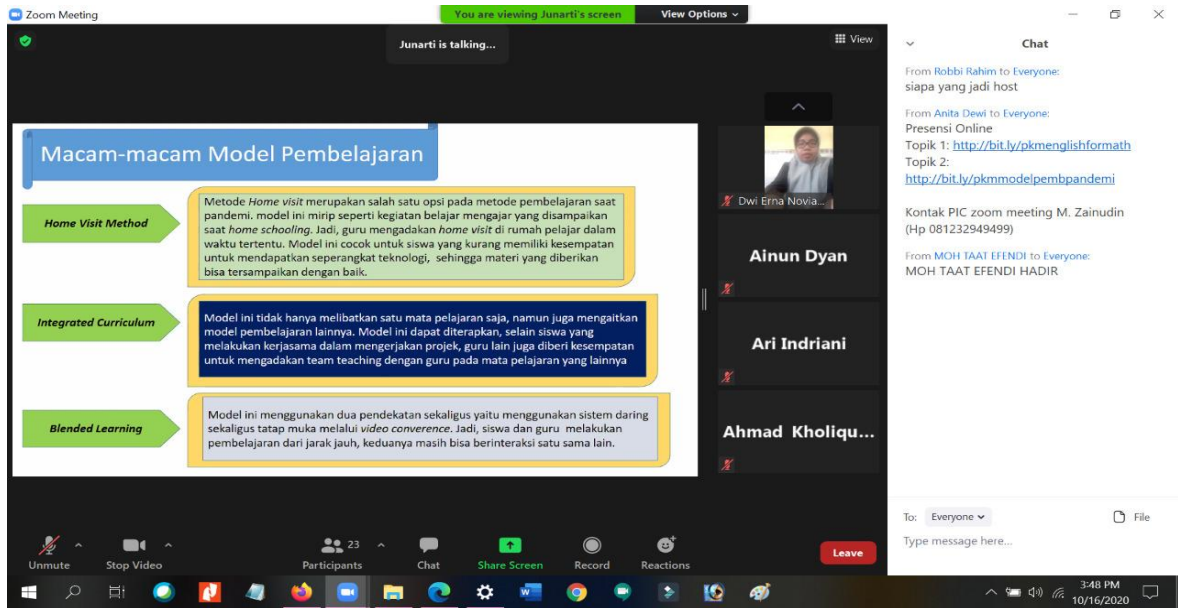 Zoom Meeting
You are viewing Junarti's screen
View Options
Junarti is talking...
View
Macam-macam Model Pembelajaran
Home Visit Method
Metode Home visit merupakan salah satu opsi pada metode pembelajaran saat
pandemi. model ini mirip seperti kegiatan belajar mengajar yang disampaikan
saat home schooling. Jadi, guru mengadakan home visit di rumah pelajar dalam
waktu tertentu. Model ini cocok untuk siswa yang kurang memiliki kesempatan
untuk mendapatkan seperangkat teknologi, sehingga materi yang diberikan
bisa tersampaikan dengan baik.
Integrated Curriculum
Model ini tidak hanya melibatkan satu mata pelajaran saja, namun juga mengaitkan
model pembelajaran lainnya. Model ini dapat diterapkan, selain siswa yang
melakukan kerjasama dalam mengerjakan projek, guru lain juga diberi kesempatan
untuk mengadakan team teaching dengan guru pada mata pelajaran yang lainnya
Blended Learning
Model ini menggunakan dua pendekatan sekaligus yaitu menggunakan sistem daring
sekaligus tatap muka melalui video converence. Jadi, siswa dan guru melakukan
pembelajaran dari jarak jauh, keduanya masih bisa berinteraksi satu sama lain.
Dwi Erna Novia...
Ainun Dyan
Ari Indriani
Ahmad Kholiqu...
Chat
From Robbi Rahim to Everyone:
siapa yang jadi host
From Anita Dewi to Everyone:
Presensi Online
Topik 1: http://bit.ly/pkmenglishformath
Topik 2:
http://bit.ly/pkmmodelpembpandemi
Kontak PIC zoom meeting M. Zainudin
(Hp 081232949499)
From MOH TAAT EFENDI to Everyone:
MOH TAAT EFENDI HADIR
To: Everyone
File
Type message here...
Unmute
Stop Video
23
Participants
Chat
Share Screen
Record
Reactions
Leave
3:48 PM
10/16/2020